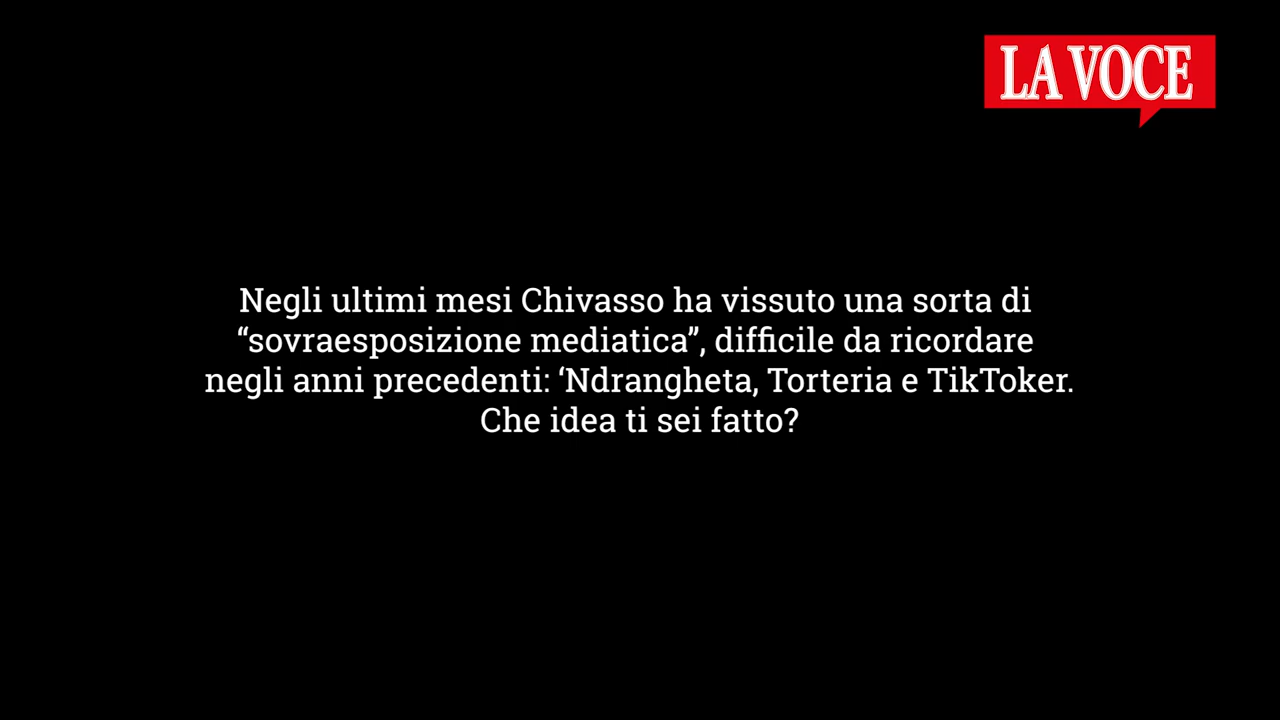 LA VOCE
Negli ultimi mesi Chivasso ha vissuto una sorta di
“sovraesposizione mediatica”, difficile da ricordare
negli anni precedenti: ‘Ndrangheta, Torteria e TikToker.
Che idea ti sei fatto?